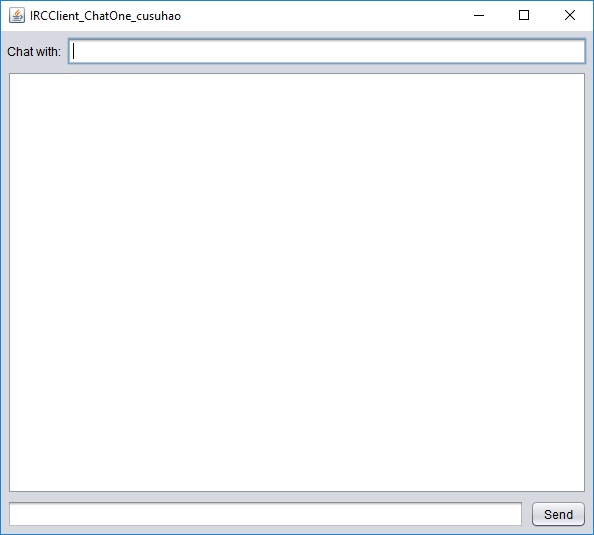 IRCClient_ChatOne_cusuhao
Chat with:
Send